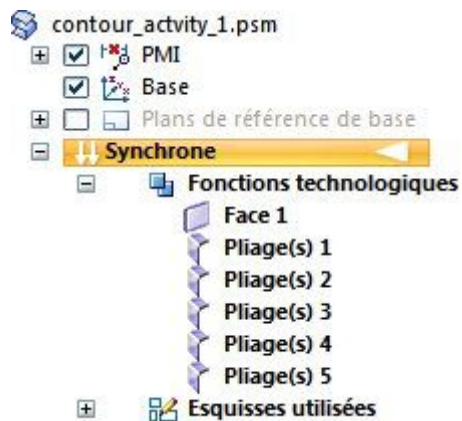 contour_actvity_1.psm
PMI
Base
Plans de référence de base
Synchrone
Fonctions technologiques
Face 1
Pliage(s) 1
Pliage(s) 2
Pliage(s) 3
Pliage(s) 4
Pliage(s) 5
Esquisses utilisées